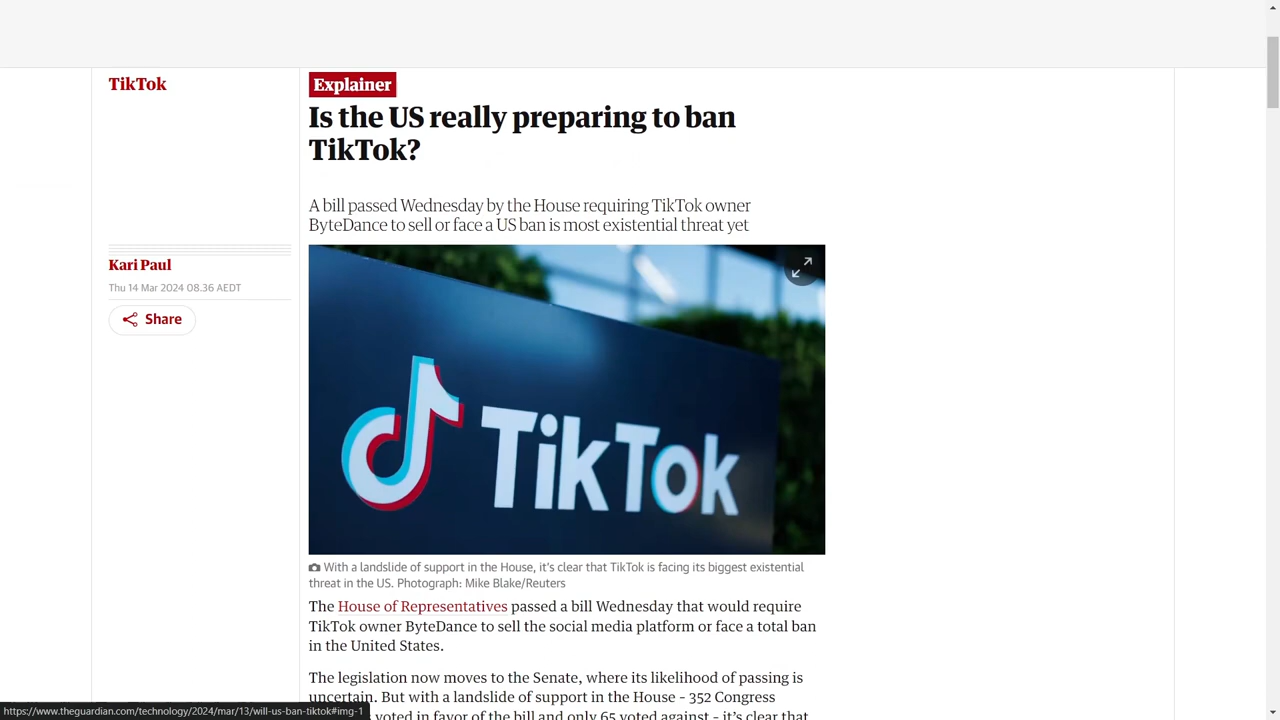 TikTok
Explainer
Is the US really preparing to ban
TikTok?
A bill passed Wednesday by the House requiring TikTok owner
ByteDance to sell or face a US ban is most existential threat yet
Kari Paul
Thu 14 Mar 2024 08.36 AEDT
Share
TikTok
With a landslide of support in the House, it’s clear that TikTok is facing its biggest existential
threat in the US. Photograph: Mike Blake/Reuters
The House of Representatives passed a bill Wednesday that would require
TikTok owner ByteDance to sell the social media platform or face a total ban
in the United States.
The legislation now moves to the Senate, where its likelihood of passing is
uncertain. But with a landslide of support in the House – 352 Congress
voted in favor of the bill and only 65 voted against – it’s clear that
https://www.theguardian.com/technology/2024/mar/13/will-us-ban-tiktok#img-1